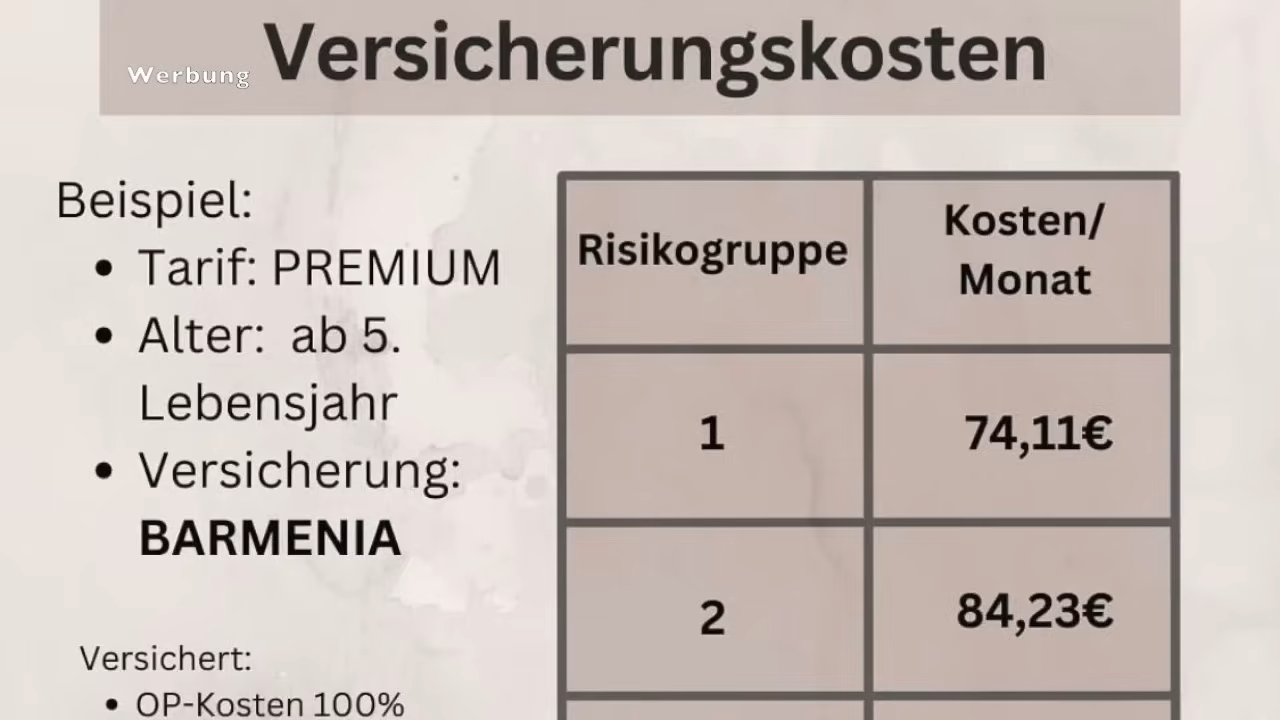 Versicherungskosten
Werbung
Beispiel:
• Tarif: PREMIUM
• Alter: ab 5.
Lebensjahr
• Versicherung:
BARMENIA
Versichert:
• OP-Kosten 100%
Risikogruppe
Kosten/
Monat
1
74,11€
2
84,23€